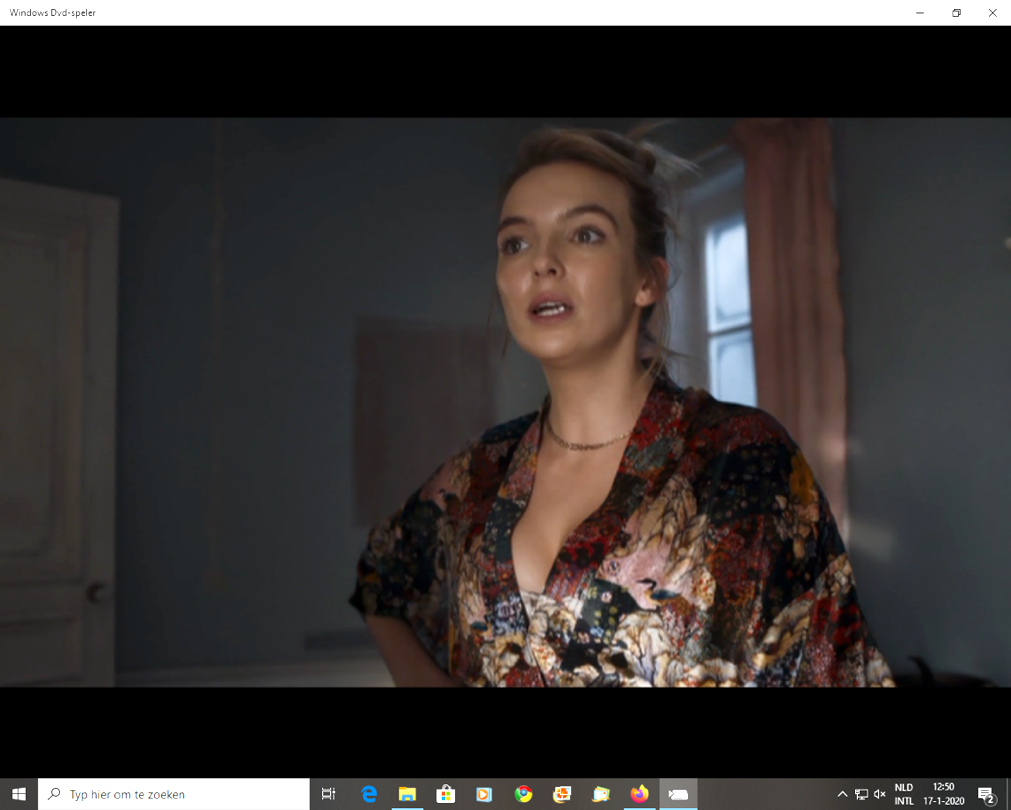 Windows Dvd-speler
Typ hier om te zoeken
NLD
INTL
12:50
17-1-2020
2